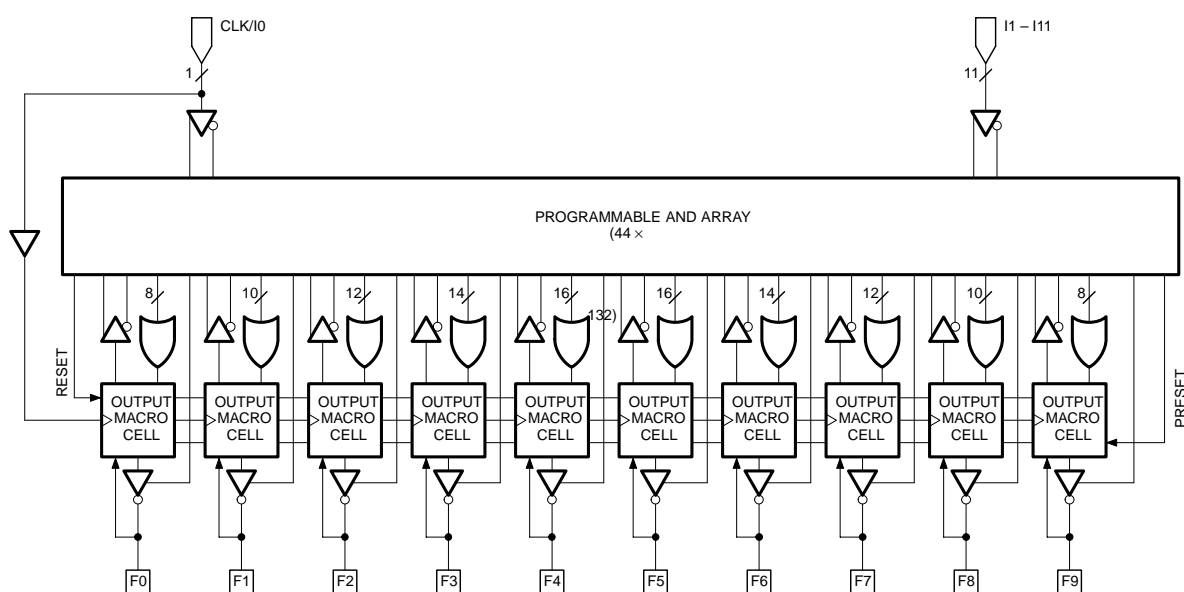 CLK/I0
I1 – I11
1
11
PROGRAMMABLE AND ARRAY
(44 ×
132)
8
10
12
14
16
16
14
12
10
8
RESET
PRESET
OUTPUT
MACRO
CELL
OUTPUT
MACRO
CELL
OUTPUT
MACRO
CELL
OUTPUT
MACRO
CELL
OUTPUT
MACRO
CELL
OUTPUT
MACRO
CELL
OUTPUT
MACRO
CELL
OUTPUT
MACRO
CELL
OUTPUT
MACRO
CELL
OUTPUT
MACRO
CELL
F0
F1
F2
F3
F4
F5
F6
F7
F8
F9